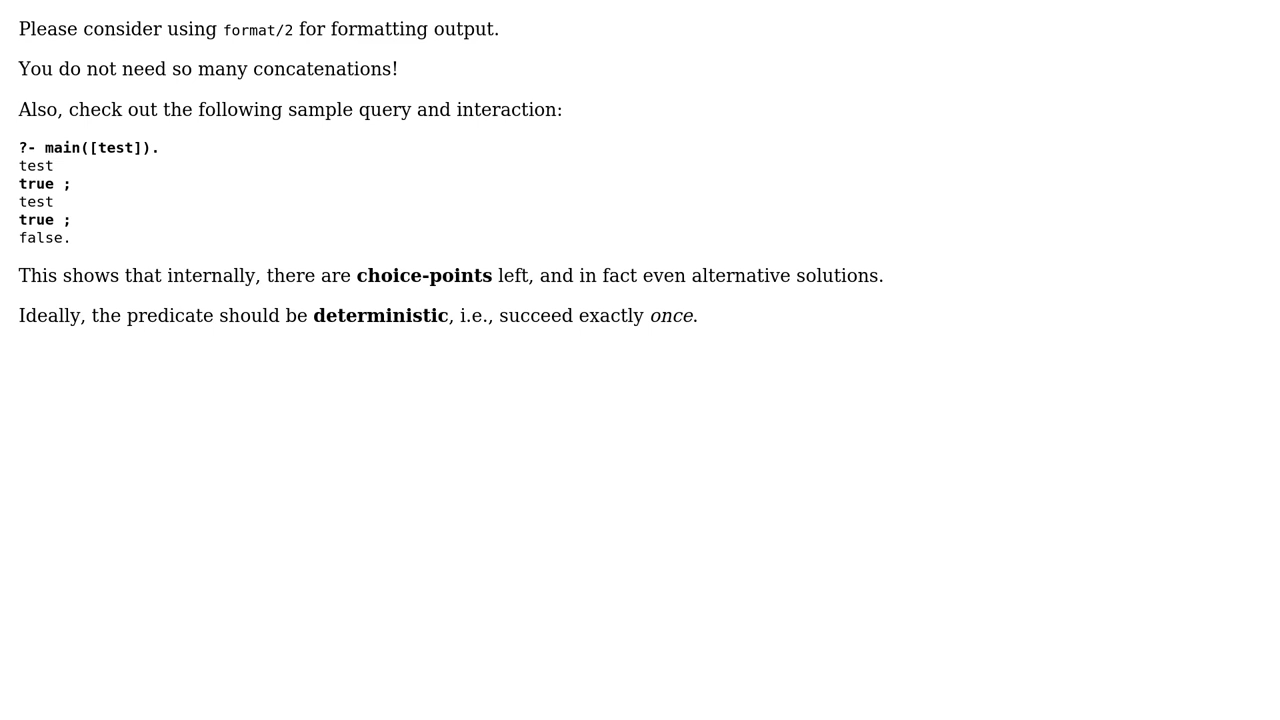 Please consider using format/2 for formatting output.
You do not need so many concatenations!
Also, check out the following sample query and interaction:
?- main([test]).
test
true ;
test
true ;
false.
This shows that internally, there are choice-points left, and in fact even alternative solutions.
Ideally, the predicate should be deterministic, i.e., succeed exactly once.